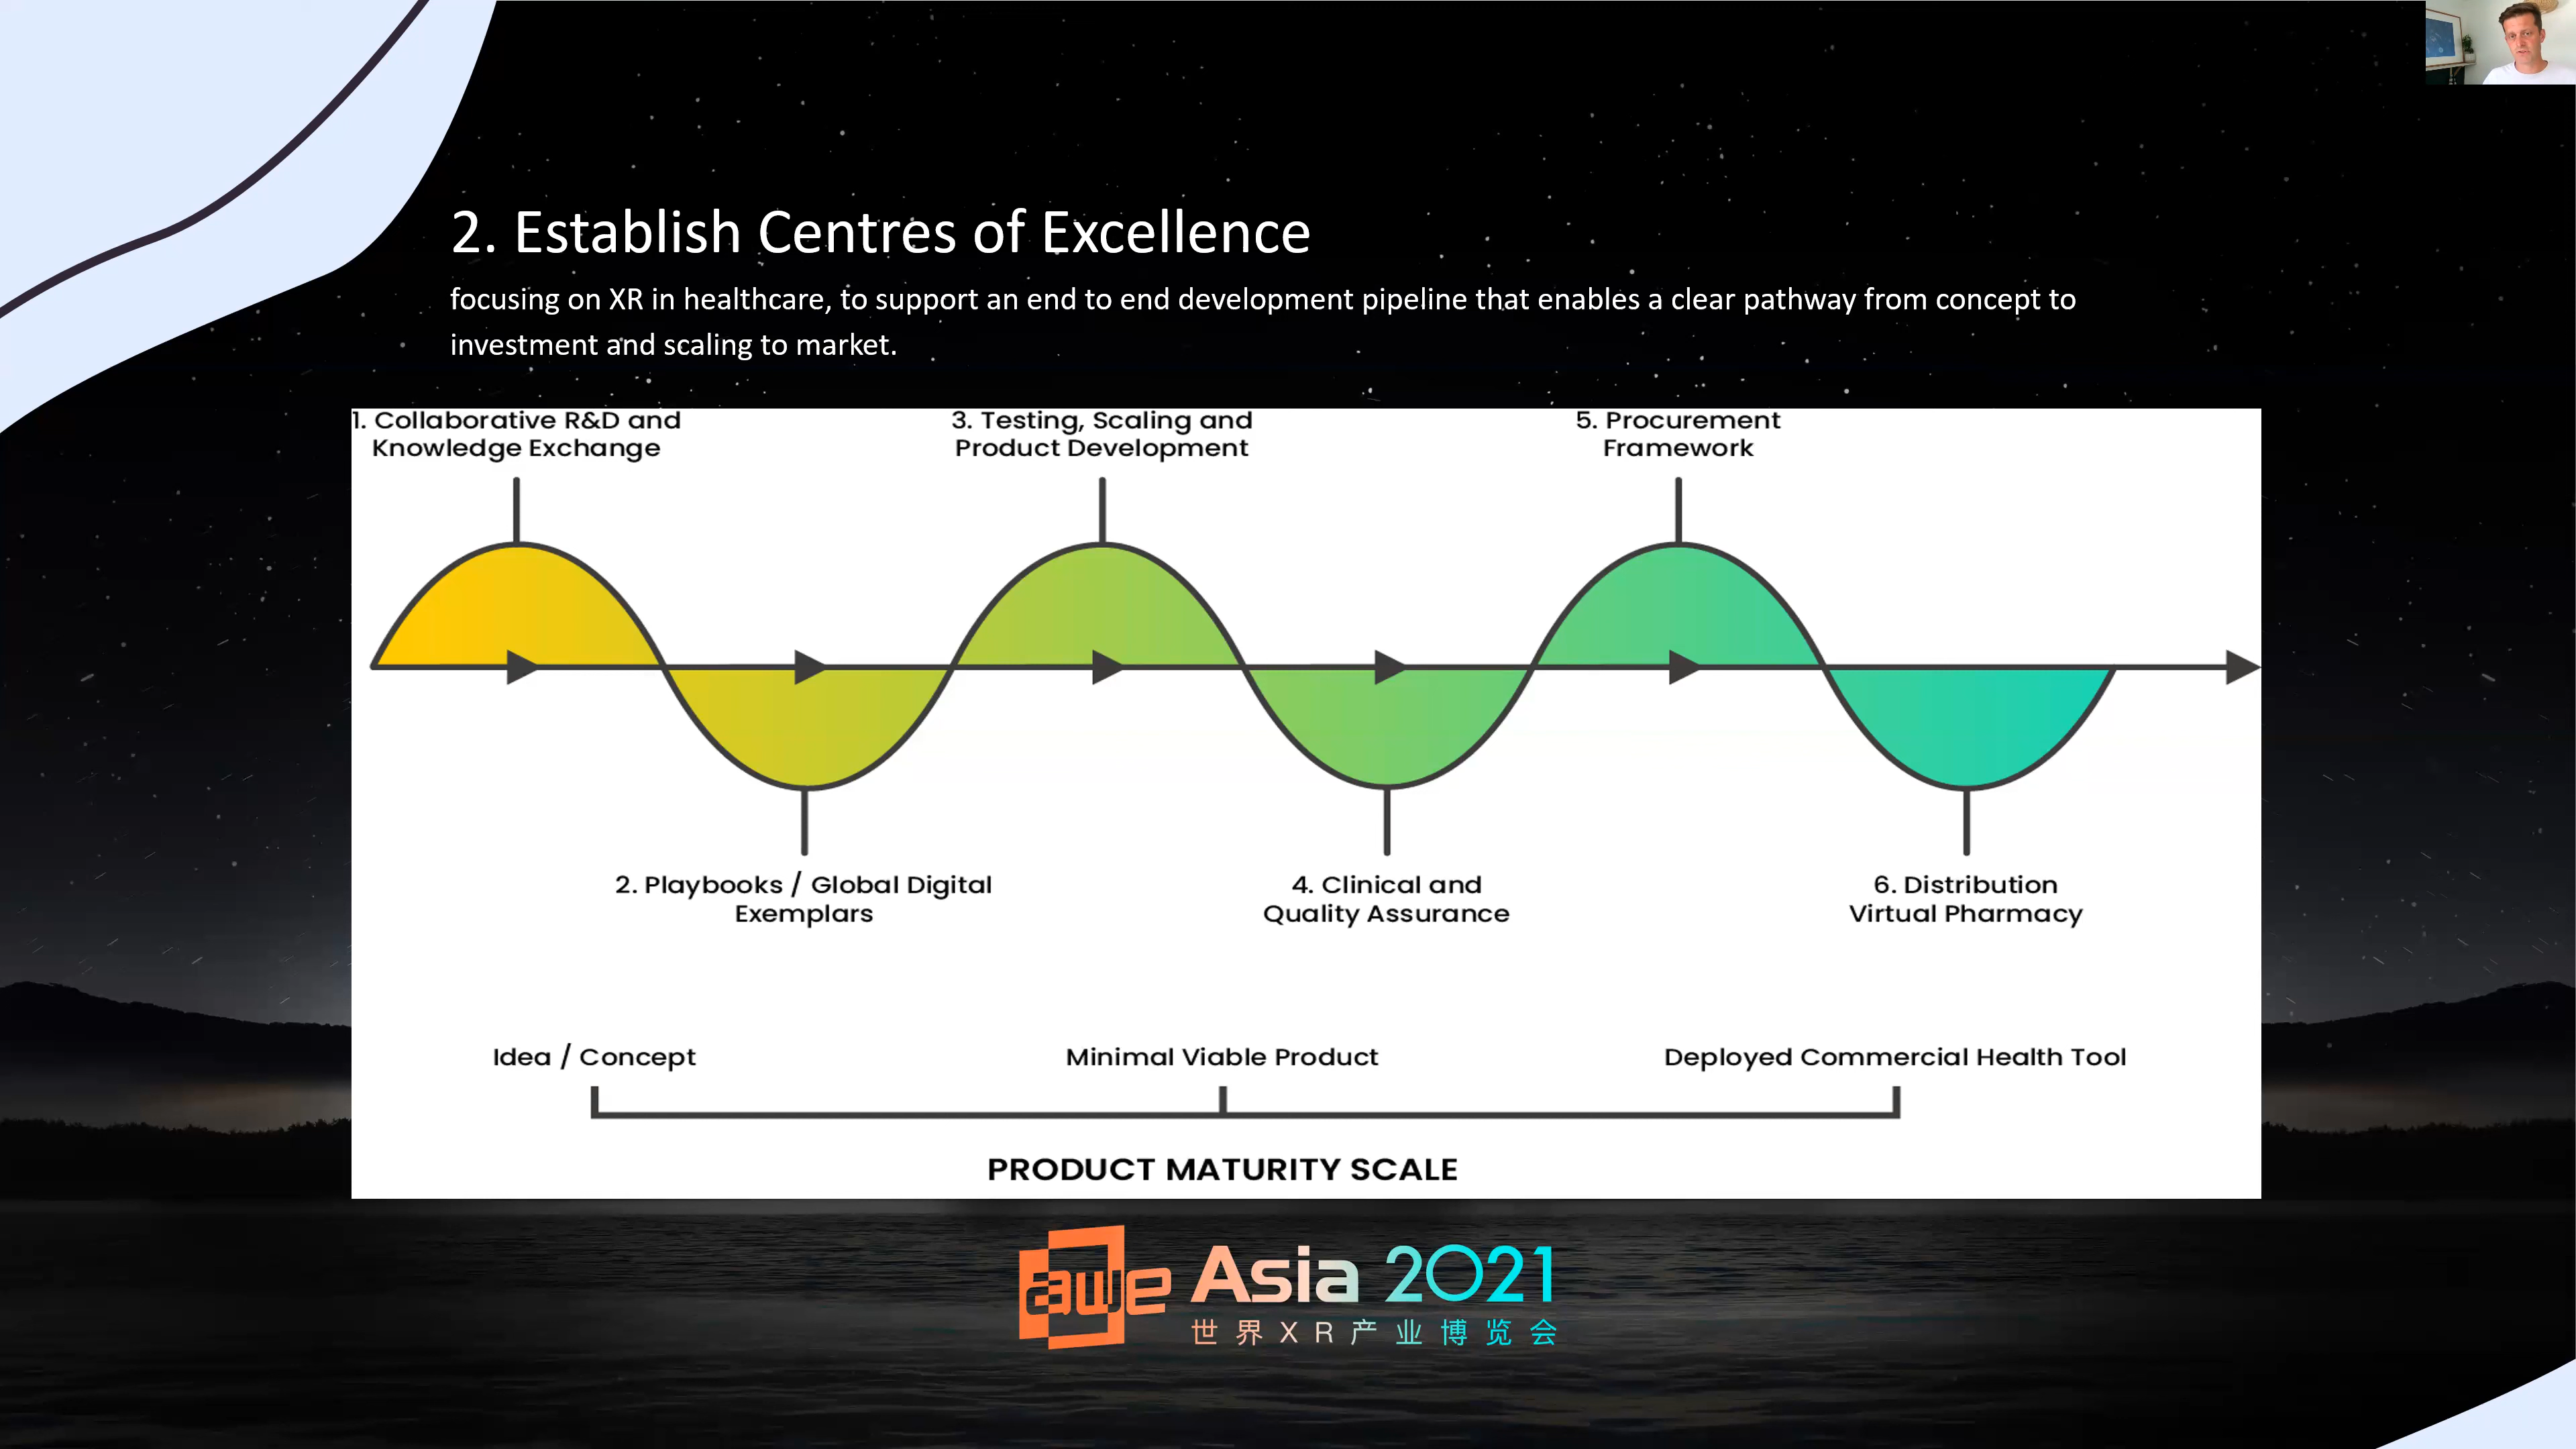 2. Establish Centres of Excellence
focusing on XR in healthcare, to support an end to end development pipeline that enables a clear pathway from concept to
investment and scaling to market.
1. Collaborative R&D and
Knowledge Exchange
3. Testing, Scaling and
Product Development
5. Procurement
Framework
2. Playbooks / Global Digital
Exemplars
4. Clinical and
Quality Assurance
6. Distribution
Virtual Pharmacy
Idea / Concept
Minimal Viable Product
Deployed Commercial Health Tool
PRODUCT MATURITY SCALE
awe Asia 2021
世界XR产业博览会